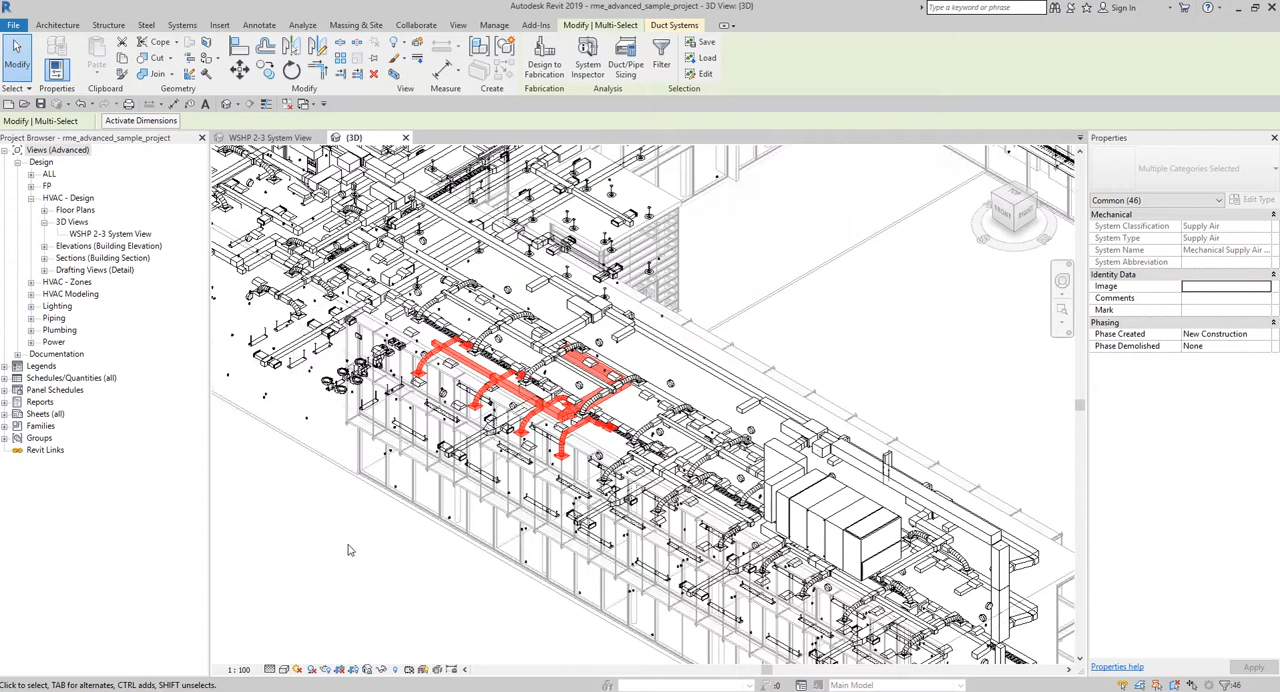 Autodesk Revit 2019 - rme_advanced_sample_project - 3D View: {3D}
Type a keyword or phrase
Sign In
File Architecture Structure Steel Systems Insert Annotate Analyze Massing & Site Collaborate View Manage Add-Ins Modify | Multi-Select Duct Systems
Modify
Paste
Cope
Cut
Join
Design to Fabrication
System Inspector
Duct/Pipe Sizing
Filter
Save
Load
Edit
Select Properties Clipboard Geometry Modify View Measure Create Fabrication Analysis Selection
Modify | Multi-Select
Activate Dimensions
Project Browser - rme_advanced_sample_project
WSHP 2-3 System View
{3D}
Properties
Views (Advanced)
Design
ALL
FP
HVAC - Design
Floor Plans
3D Views
WSHP 2-3 System View
Elevations (Building Elevation)
Sections (Building Section)
Drafting Views (Detail)
HVAC - Zones
HVAC Modeling
Lighting
Piping
Plumbing
Power
Documentation
Legends
Schedules/Quantities (all)
Panel Schedules
Reports
Sheets (all)
Families
Groups
Revit Links
TOP
FRONT
RIGHT
Multiple Categories Selected
Common (46)
Edit Type
Mechanical
System Classification Supply Air
System Type Supply Air
System Name Mechanical Supply Air ...
System Abbreviation
Identity Data
Image
Comments
Mark
Phasing
Phase Created New Construction
Phase Demolished None
Properties help
Apply
1 : 100
Click to select, TAB for alternates, CTRL adds, SHIFT unselects.
:0
Main Model
:46